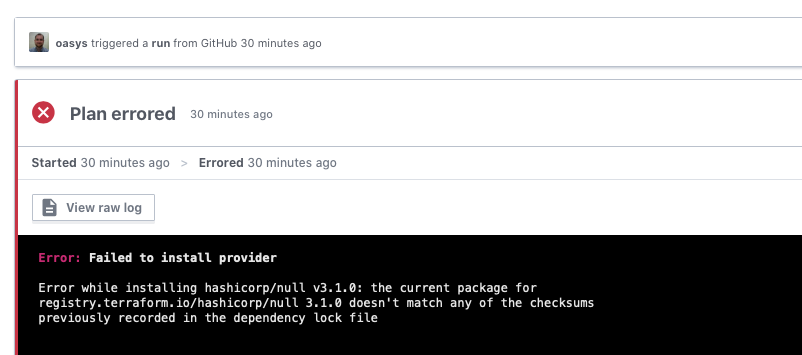 oasys triggered a run from GitHub 30 minutes ago
Plan errored 30 minutes ago
Started 30 minutes ago > Errored 30 minutes ago
View raw log
Error: Failed to install provider
Error while installing hashicorp/null v3.1.0: the current package for
registry.terraform.io/hashicorp/null 3.1.0 doesn't match any of the checksums
previously recorded in the dependency lock file